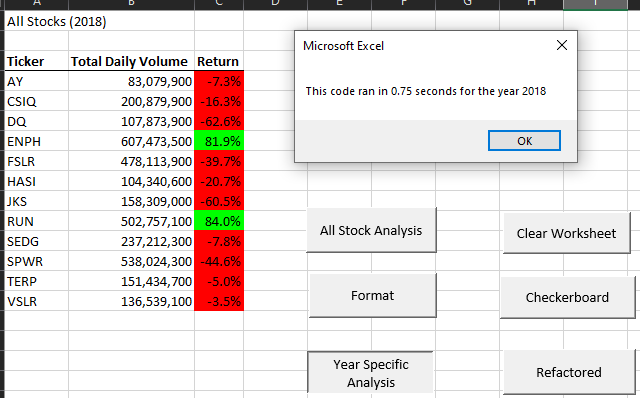 A B C D E F G H I
All Stocks (2018)
Microsoft Excel
This code ran in 0.75 seconds for the year 2018
OK
Ticker Total Daily Volume Return
AY 83,079,900 -7.3%
CSIQ 200,879,900 -16.3%
DQ 107,873,900 -62.6%
ENPH 607,473,500 81.9%
FSLR 478,113,900 -39.7%
HASI 104,340,600 -20.7%
JKS 158,309,000 -60.5%
RUN 502,757,100 84.0%
SEDG 237,212,300 -7.8%
SPWR 538,024,300 -44.6%
TERP 151,434,700 -5.0%
VSLR 136,539,100 -3.5%
All Stock Analysis
Clear Worksheet
Format
Checkerboard
Year Specific
Analysis
Refactored